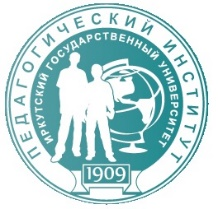 ПЕДАГОГИЧЕСКИЙ ИНСТИТУТ
ИРКУТСКИЙ ГОСУДАРСТВЕННЫЙ УНИВЕРСИТЕТ
1909